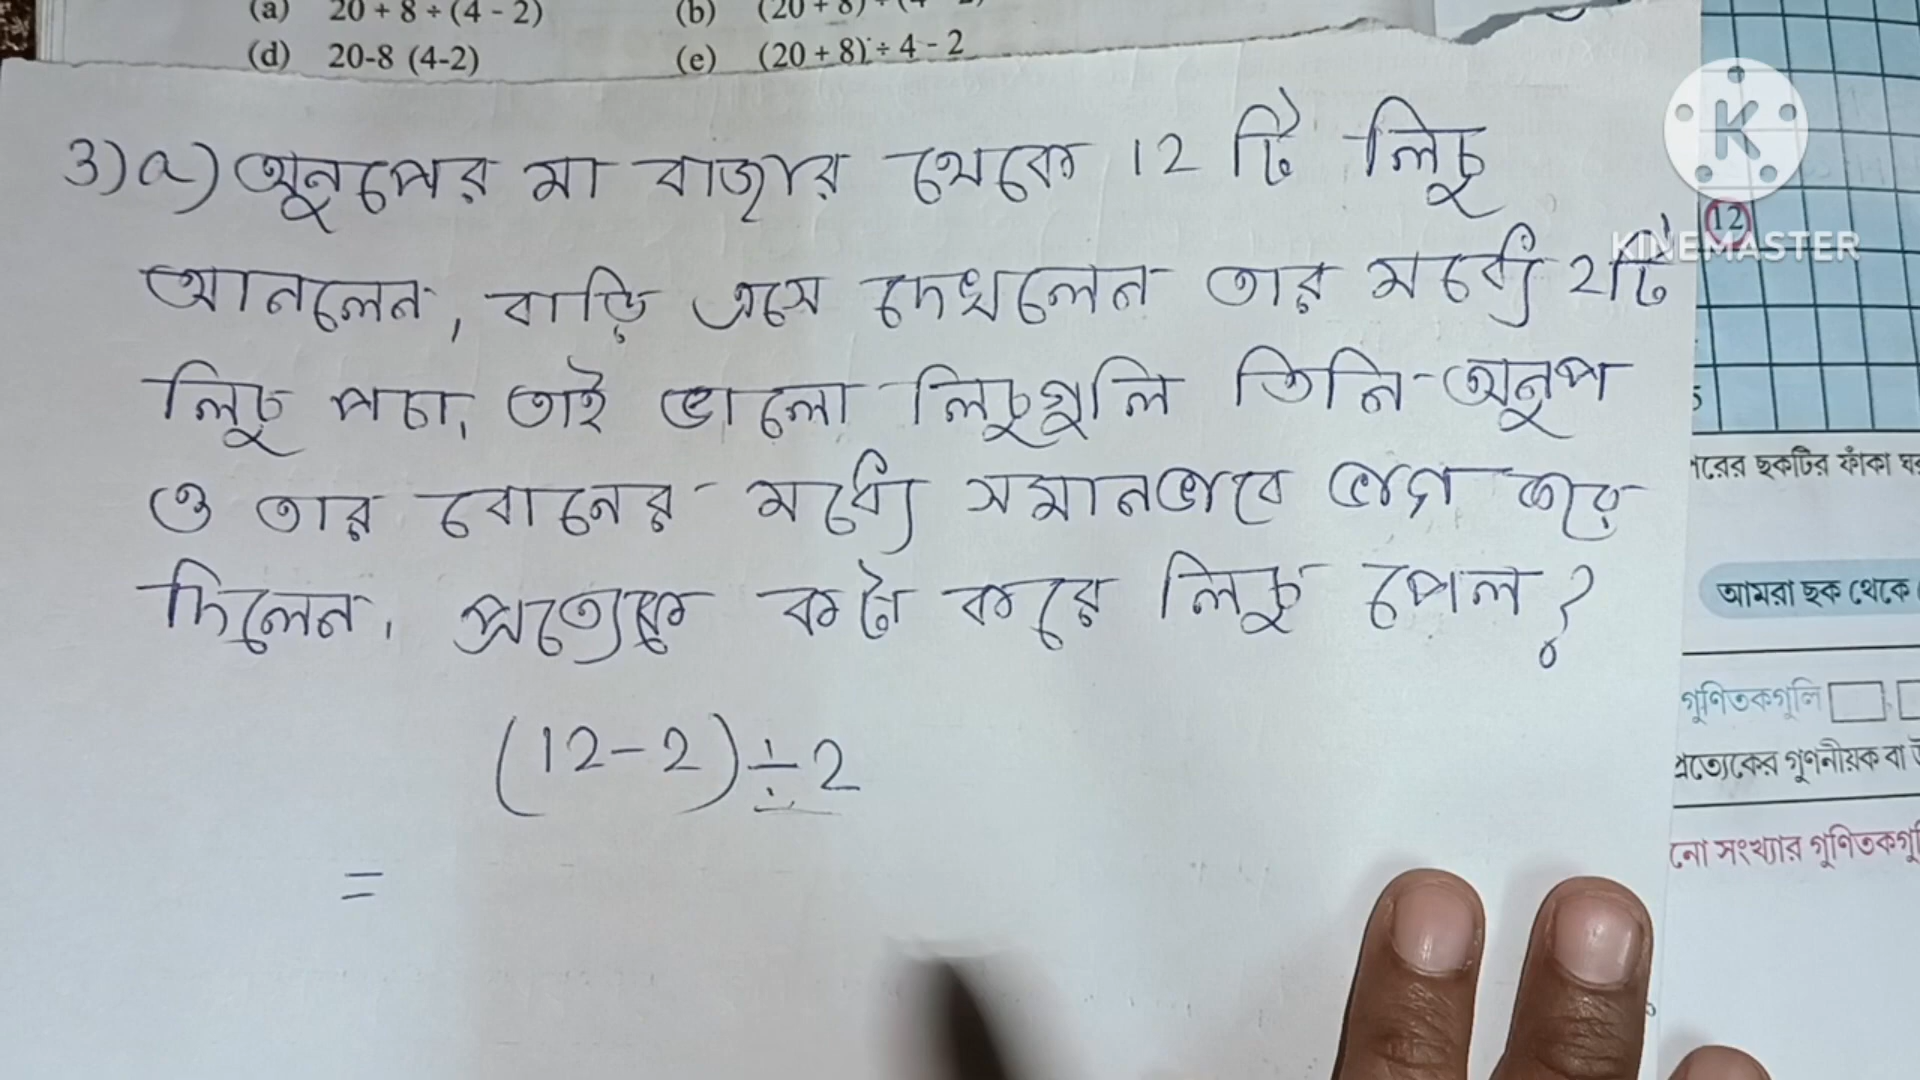 (a) 20 + 8 ÷ (4 - 2) (b)
(d) 20-8 (4-2) (e) (20 + 8) ÷ 4 - 2
3) a) অনুপের মা বাজার থেকে 12 টি লিচু
আনলেন, বাড়ি এসে দেখলেন তার মধ্যে 2টি
লিচু পচা, তাই ভালো লিচুগুলি তিনি অনুপ
ও তার বোনের মধ্যে সমানভাবে ভাগ করে
দিলেন, প্রত্যেকে কটা করে লিচু পেল?
(12-2)÷2
=
K
KINEMASTER
12
ছকটির ফাঁকা
আমরা ছক থেকে
গুণিতকগুলি
প্রত্যেকের গুণনীয়ক বা
নো সংখ্যার